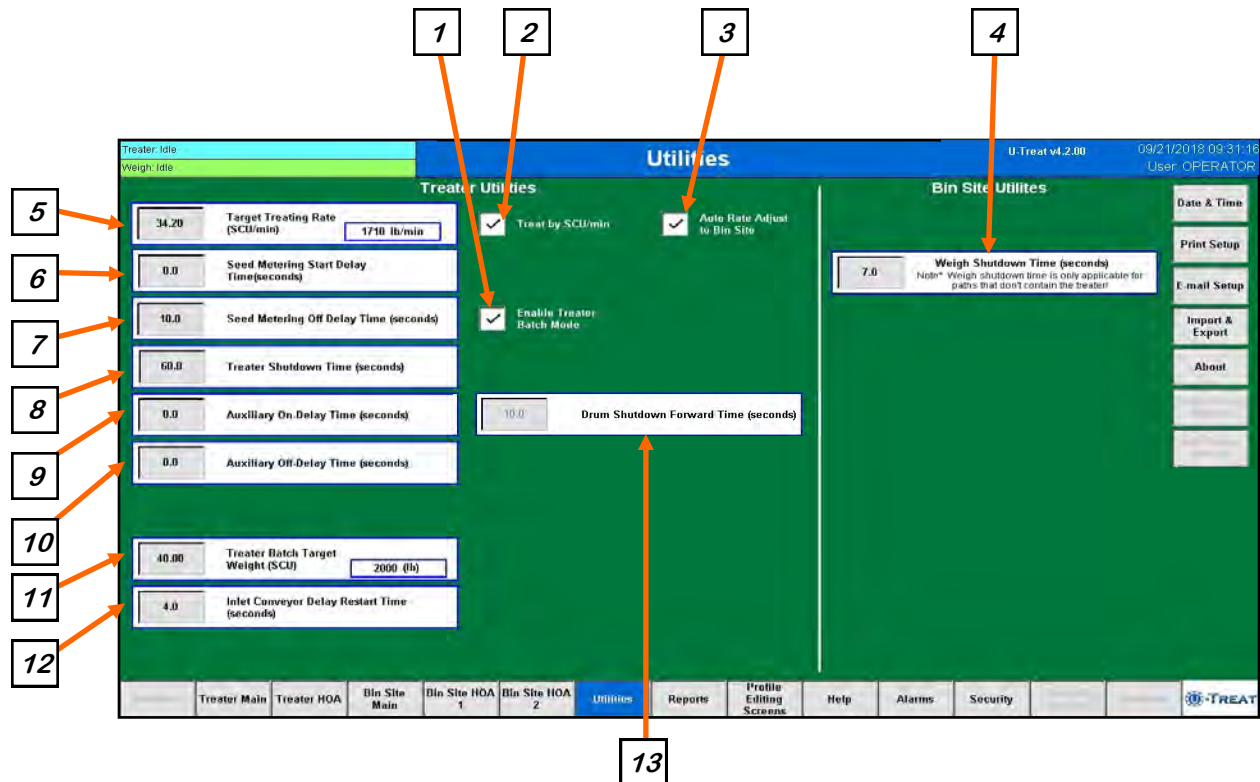 1
2
3
4
Treater: Idle
Weigh: Idle
Utilities
U-Treat v4.2.00
09/21/2018 09:31:16
User: OPERATOR
Treater Utilities
Bin Site Utilites
5
34.20
Target Treating Rate
(SCU/min)
1710 lb/min
Treat by SCU/min
Auto Rate Adjust
to Bin Site
Date & Time
6
0.0
Seed Metering Start Delay
Time(seconds)
7.0
Weigh Shutdown Time (seconds)
Note* Weigh shutdown time is only applicable for
paths that don't contain the treater!
Print Setup
E-mail Setup
7
10.0
Seed Metering Off Delay Time (seconds)
Enable Treater
Batch Mode
Import &
Export
8
60.0
Treater Shutdown Time (seconds)
About
9
0.0
Auxiliary On-Delay Time (seconds)
10.0
Drum Shutdown Forward Time (seconds)
10
0.0
Auxiliary Off-Delay Time (seconds)
11
40.00
Treater Batch Target
Weight (SCU)
2000 (lb)
12
4.0
Inlet Conveyor Delay Restart Time
(seconds)
Treater Main
Treater HOA
Bin Site
Main
Bin Site HOA
1
Bin Site HOA
2
Utilities
Reports
Profile
Editing
Screens
Help
Alarms
Security
U-TREAT
13